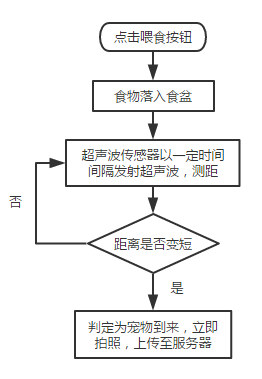 点击喂食按钮
食物落入食盆
超声波传感器以一定时间
间隔发射超声波，测距
否
距离是否变短
是
判定为宠物到来，立即
拍照，上传至服务器